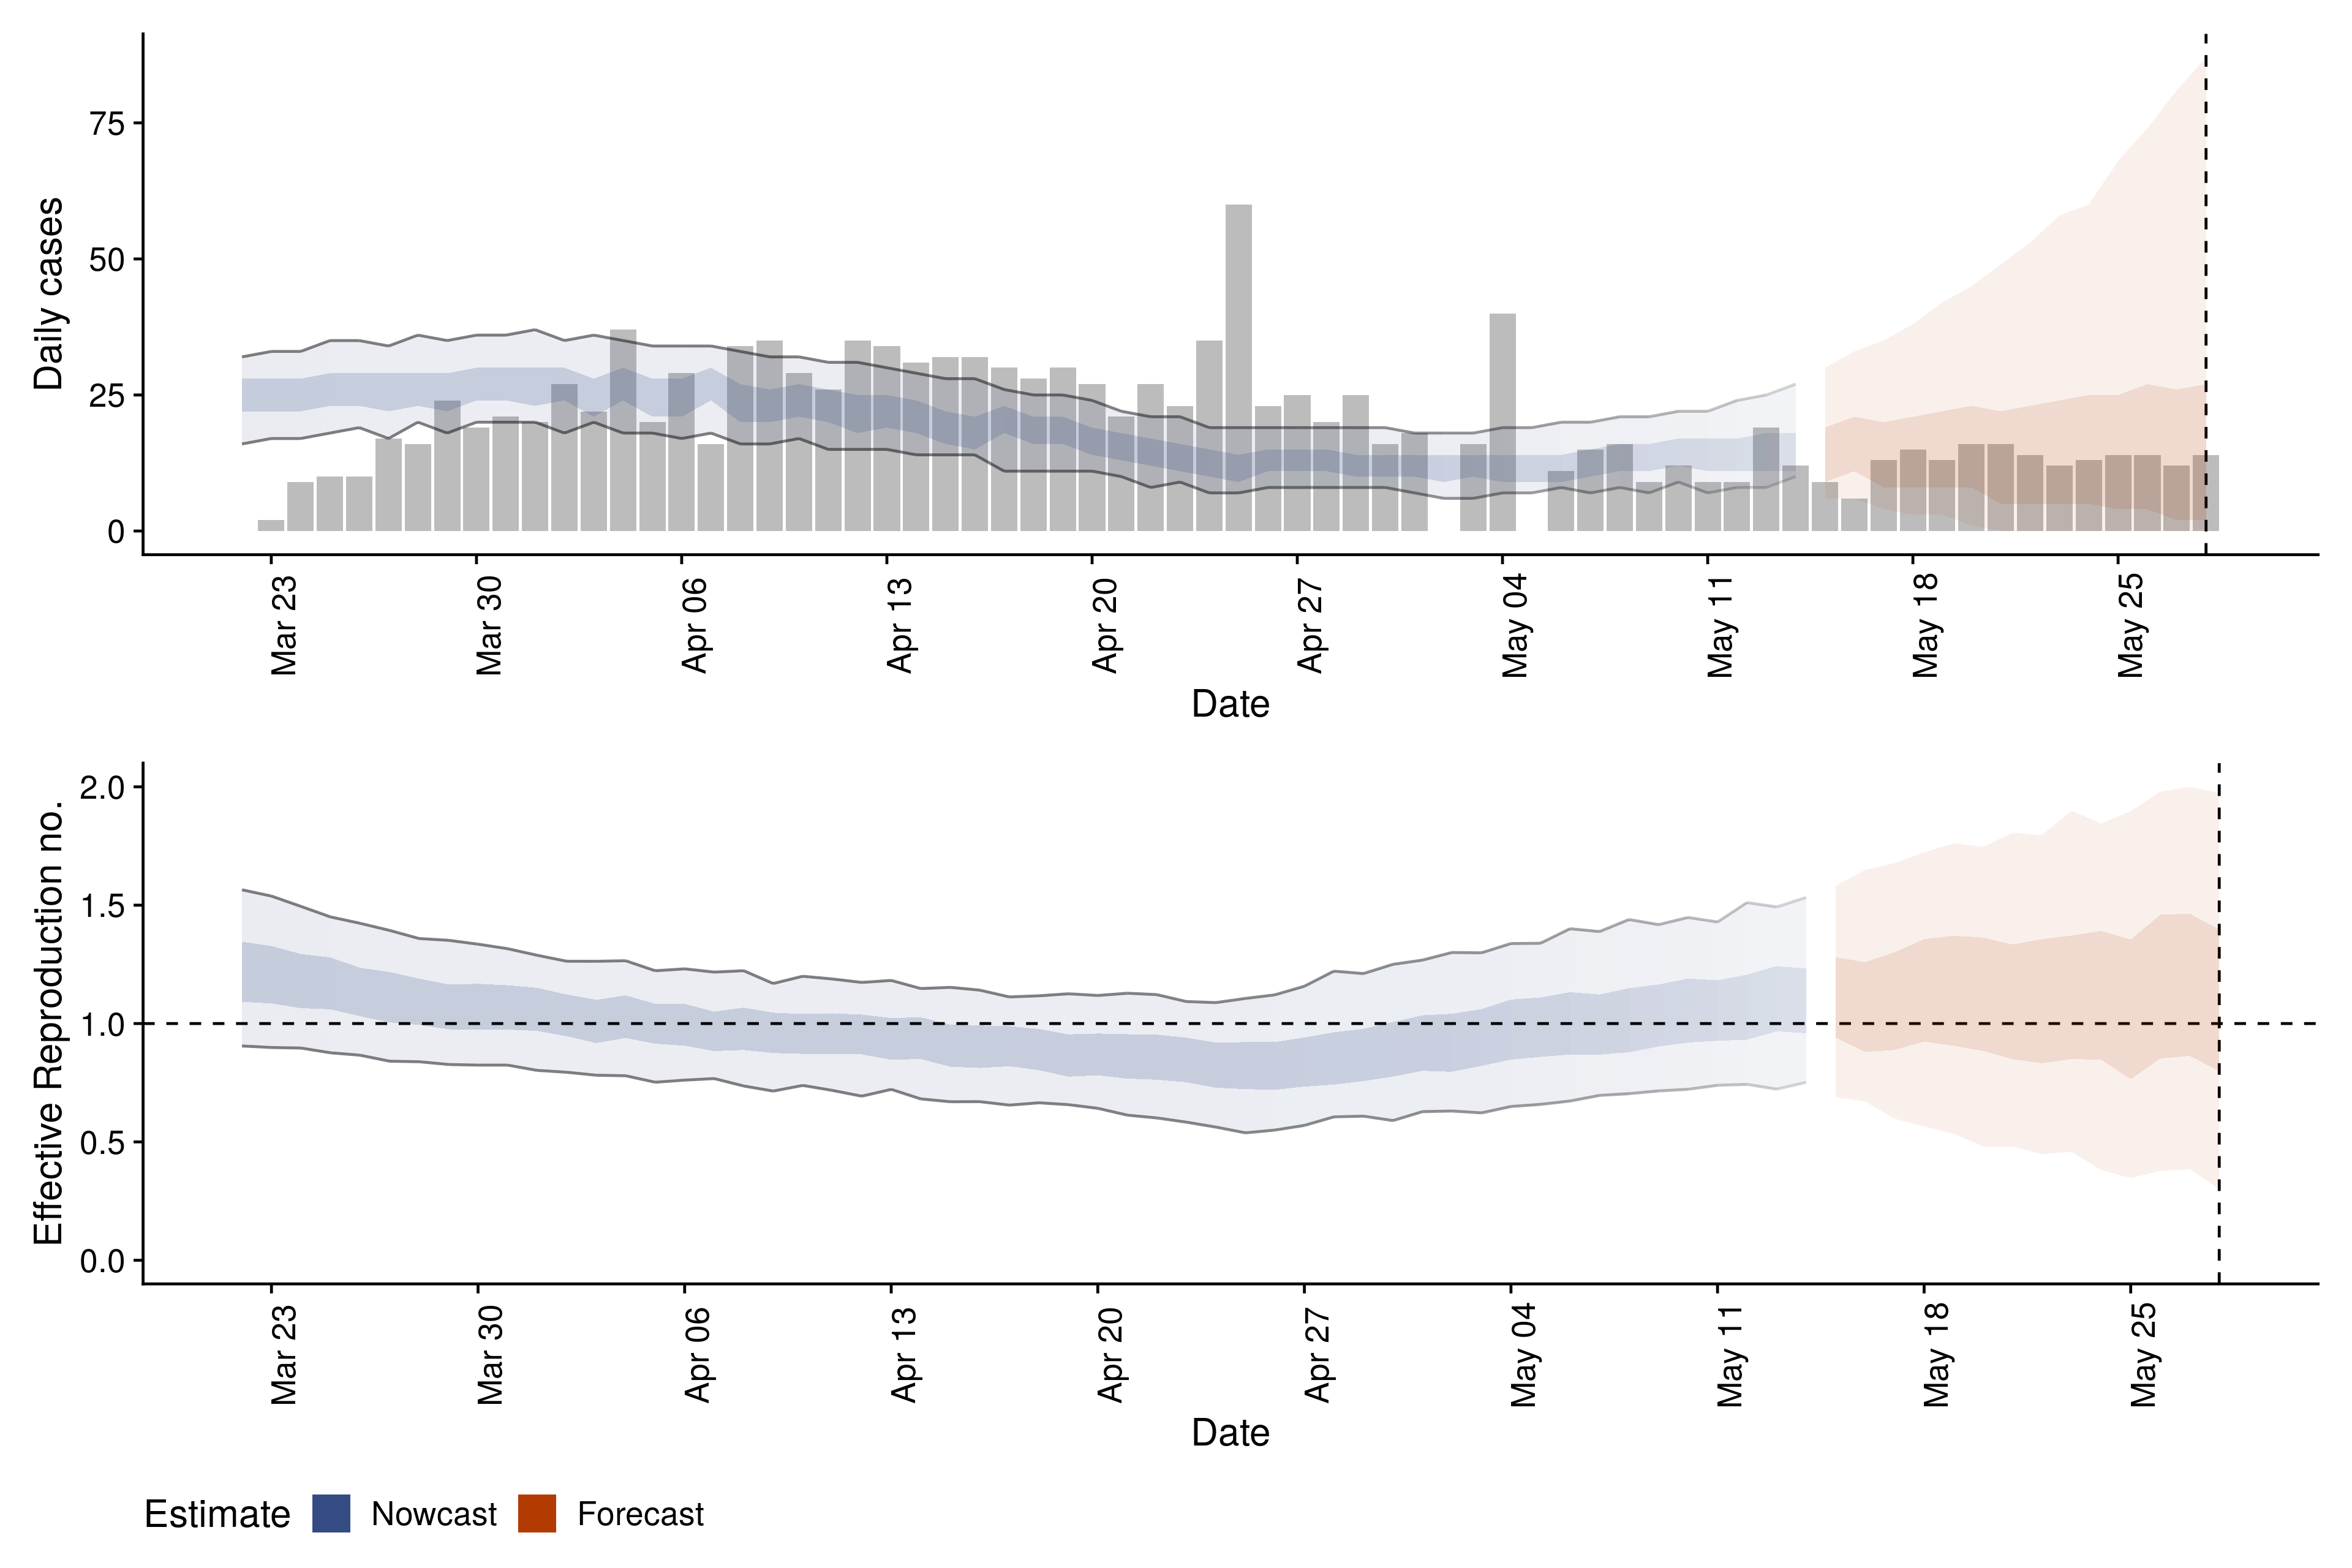 Daily cases
75
50
25
0
Mar 23
Mar 30
Apr 06
Apr 13
Apr 20
Apr 27
May 04
May 11
May 18
May 25
Date
Effective Reproduction no.
2.0
1.5
1.0
0.5
0.0
Mar 23
Mar 30
Apr 06
Apr 13
Apr 20
Apr 27
May 04
May 11
May 18
May 25
Date
Estimate Nowcast Forecast